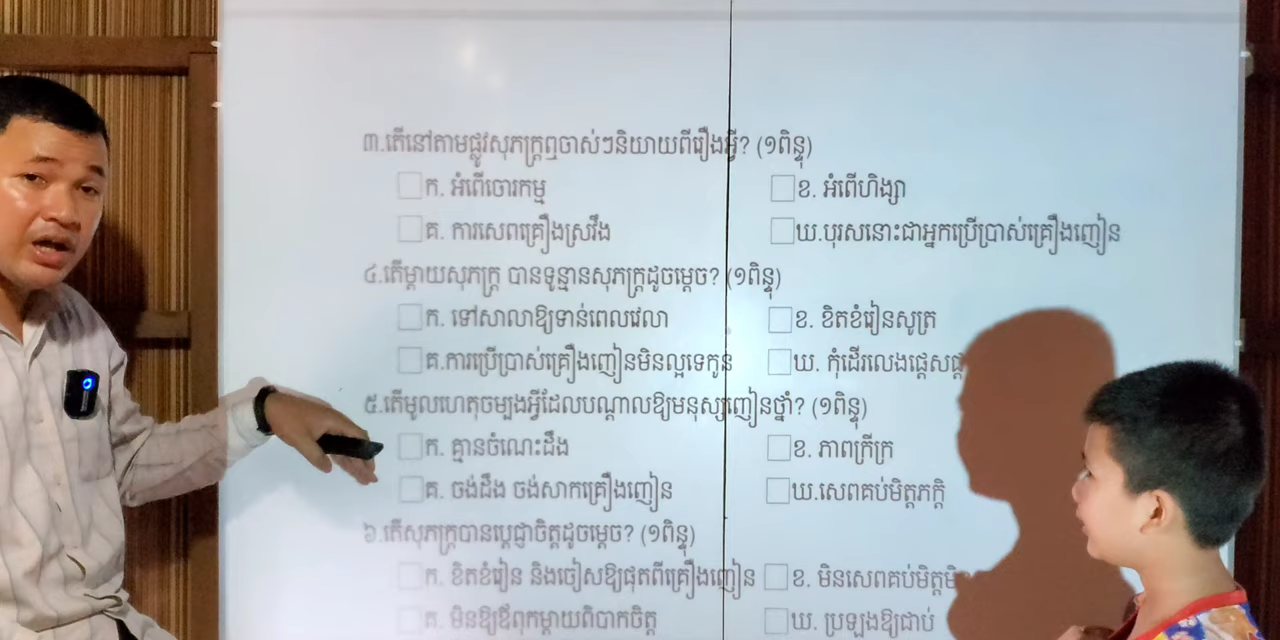 ៣.តើនៅតាមផ្លូវសុភក្ត្រឮចាស់ៗនិយាយពីរឿងអ្វី? (១ពិន្ទុ)
ក. អំពើចោរកម្ម ខ. អំពើហិង្សា
គ. ការសេពគ្រឿងស្រវឹង ឃ.បុរសនោះជាអ្នកប្រើប្រាស់គ្រឿងញៀន
៤.តើម្ដាយសុភក្ត្រ បានទូន្មានសុភក្ត្រដូចម្ដេច? (១ពិន្ទុ)
ក. ទៅសាលាឱ្យទាន់ពេលវេលា ខ. ខិតខំរៀនសូត្រ
គ.ការប្រើប្រាស់គ្រឿងញៀនមិនល្អទេកូន ឃ. កុំដើរលេងផ្ដេសផ្ដ
៥.តើមូលហេតុចម្បងអ្វីដែលបណ្ដាលឱ្យមនុស្សញៀនថ្នាំ? (១ពិន្ទុ)
ក. គ្មានចំណេះដឹង ខ. ភាពក្រីក្រ
គ. ចង់ដឹង ចង់សាកគ្រឿងញៀន ឃ.សេពគប់មិត្តភក្តិ
៦.តើសុភក្ត្របានប្ដេជ្ញាចិត្តដូចម្ដេច? (១ពិន្ទុ)
ក. ខិតខំរៀន និងចៀសឱ្យផុតពីគ្រឿងញៀន ខ. មិនសេពគប់មិត្តមិ
គ. មិនឱ្យឪពុកម្ដាយពិបាកចិត្ត ឃ. ប្រឡងឱ្យជាប់